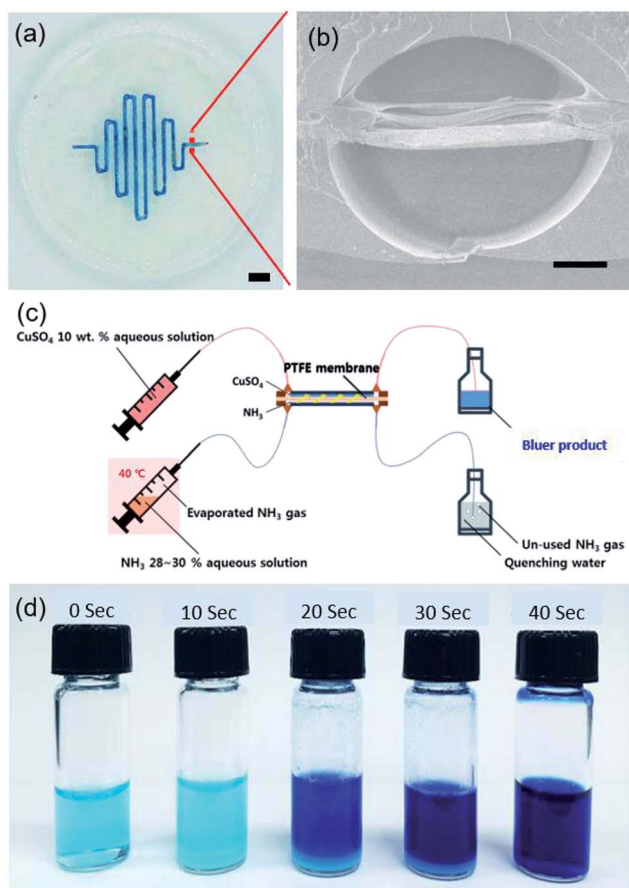 (a)
(b)
(c)
CuSO4 10 wt. % aqueous solution
PTFE membrane
CuSO4
NH3
Bluer product
40 ℃
Evaporated NH3 gas
NH3 28~30 % aqueous solution
Un-used NH3 gas
Quenching water
(d)
0 Sec
10 Sec
20 Sec
30 Sec
40 Sec